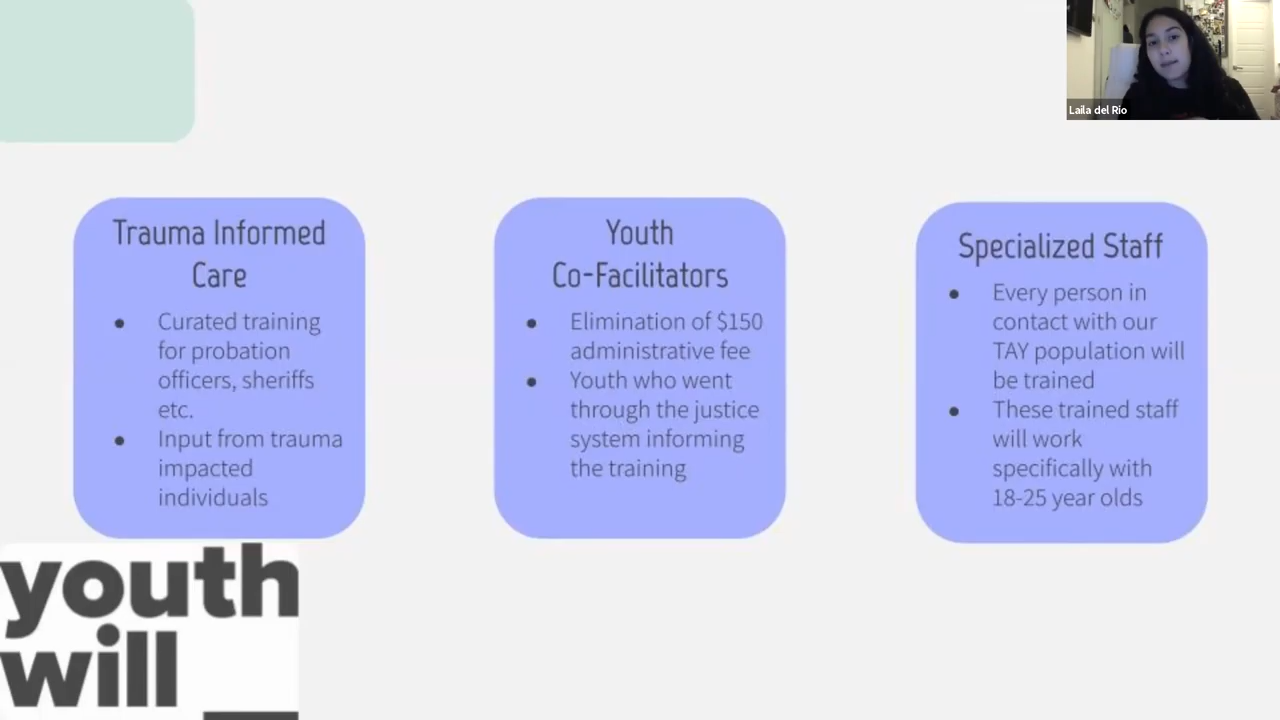 Laila del Rio
Trauma Informed
Care
● Curated training
for probation
officers, sheriffs
etc.
● Input from trauma
impacted
individuals
Youth
Co-Facilitators
● Elimination of $150
administrative fee
● Youth who went
through the justice
system informing
the training
Specialized Staff
● Every person in
contact with our
TAY population will
be trained
● These trained staff
will work
specifically with
18-25 year olds
youth
will